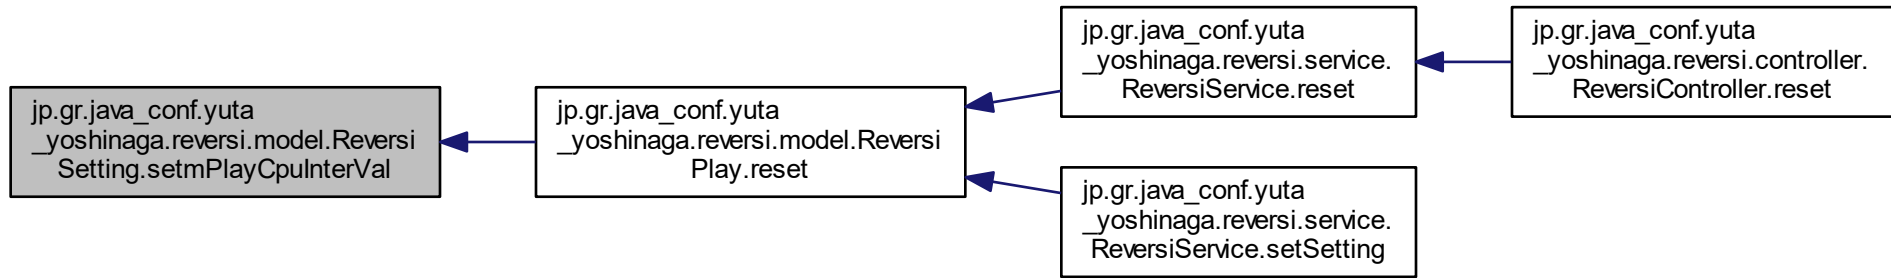 jp.gr.java_conf.yuta
_yoshinaga.reversi.model.Reversi
Setting.setmPlayCpuInterVal
jp.gr.java_conf.yuta
_yoshinaga.reversi.model.Reversi
Play.reset
jp.gr.java_conf.yuta
_yoshinaga.reversi.service.
ReversiService.reset
jp.gr.java_conf.yuta
_yoshinaga.reversi.controller.
ReversiController.reset
jp.gr.java_conf.yuta
_yoshinaga.reversi.service.
ReversiService.setSetting